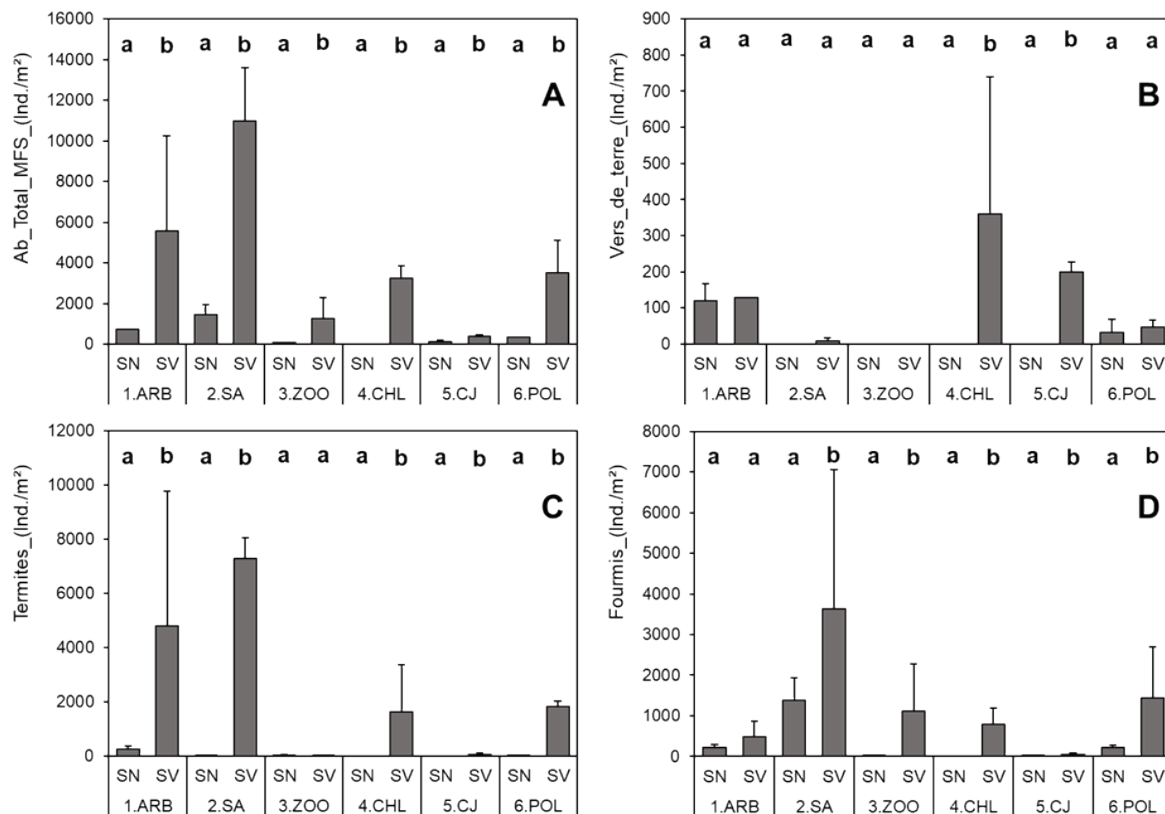 16000
14000
12000
10000
8000
6000
4000
2000
0
Ab_Total_MFS_(Ind./m²)
a b a b a b a b a b a b
A
SN SV SN SV SN SV SN SV SN SV SN SV
1.ARB 2.SA 3.ZOO 4.CHL 5.CJ 6.POL
900
800
700
600
500
400
300
200
100
0
Vers_de_terre_(Ind./m²)
a a a a a a a b a b a a
B
SN SV SN SV SN SV SN SV SN SV SN SV
1.ARB 2.SA 3.ZOO 4.CHL 5.CJ 6.POL
12000
10000
8000
6000
4000
2000
0
Termites_(Ind./m²)
a b a b a a a b a b a b
C
SN SV SN SV SN SV SN SV SN SV SN SV
1.ARB 2.SA 3.ZOO 4.CHL 5.CJ 6.POL
8000
7000
6000
5000
4000
3000
2000
1000
0
Fourmis_(Ind./m²)
a a a b a b a b a b a b
D
SN SV SN SV SN SV SN SV SN SV SN SV
1.ARB 2.SA 3.ZOO 4.CHL 5.CJ 6.POL